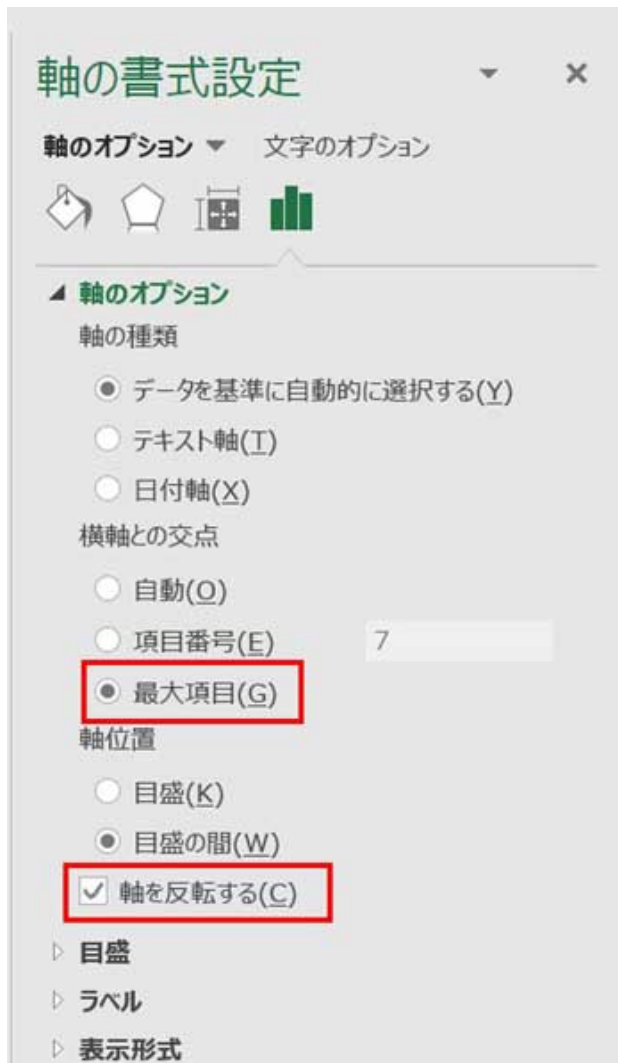 軸の書式設定
軸のオプション 文字のオプション
軸のオプション
軸の種類
データを基準に自動的に選択する(Y)
テキスト軸(T)
日付軸(X)
横軸との交点
自動(O)
項目番号(E) 7
最大項目(G)
軸位置
目盛(K)
目盛の間(W)
軸を反転する(C)
目盛
ラベル
表示形式